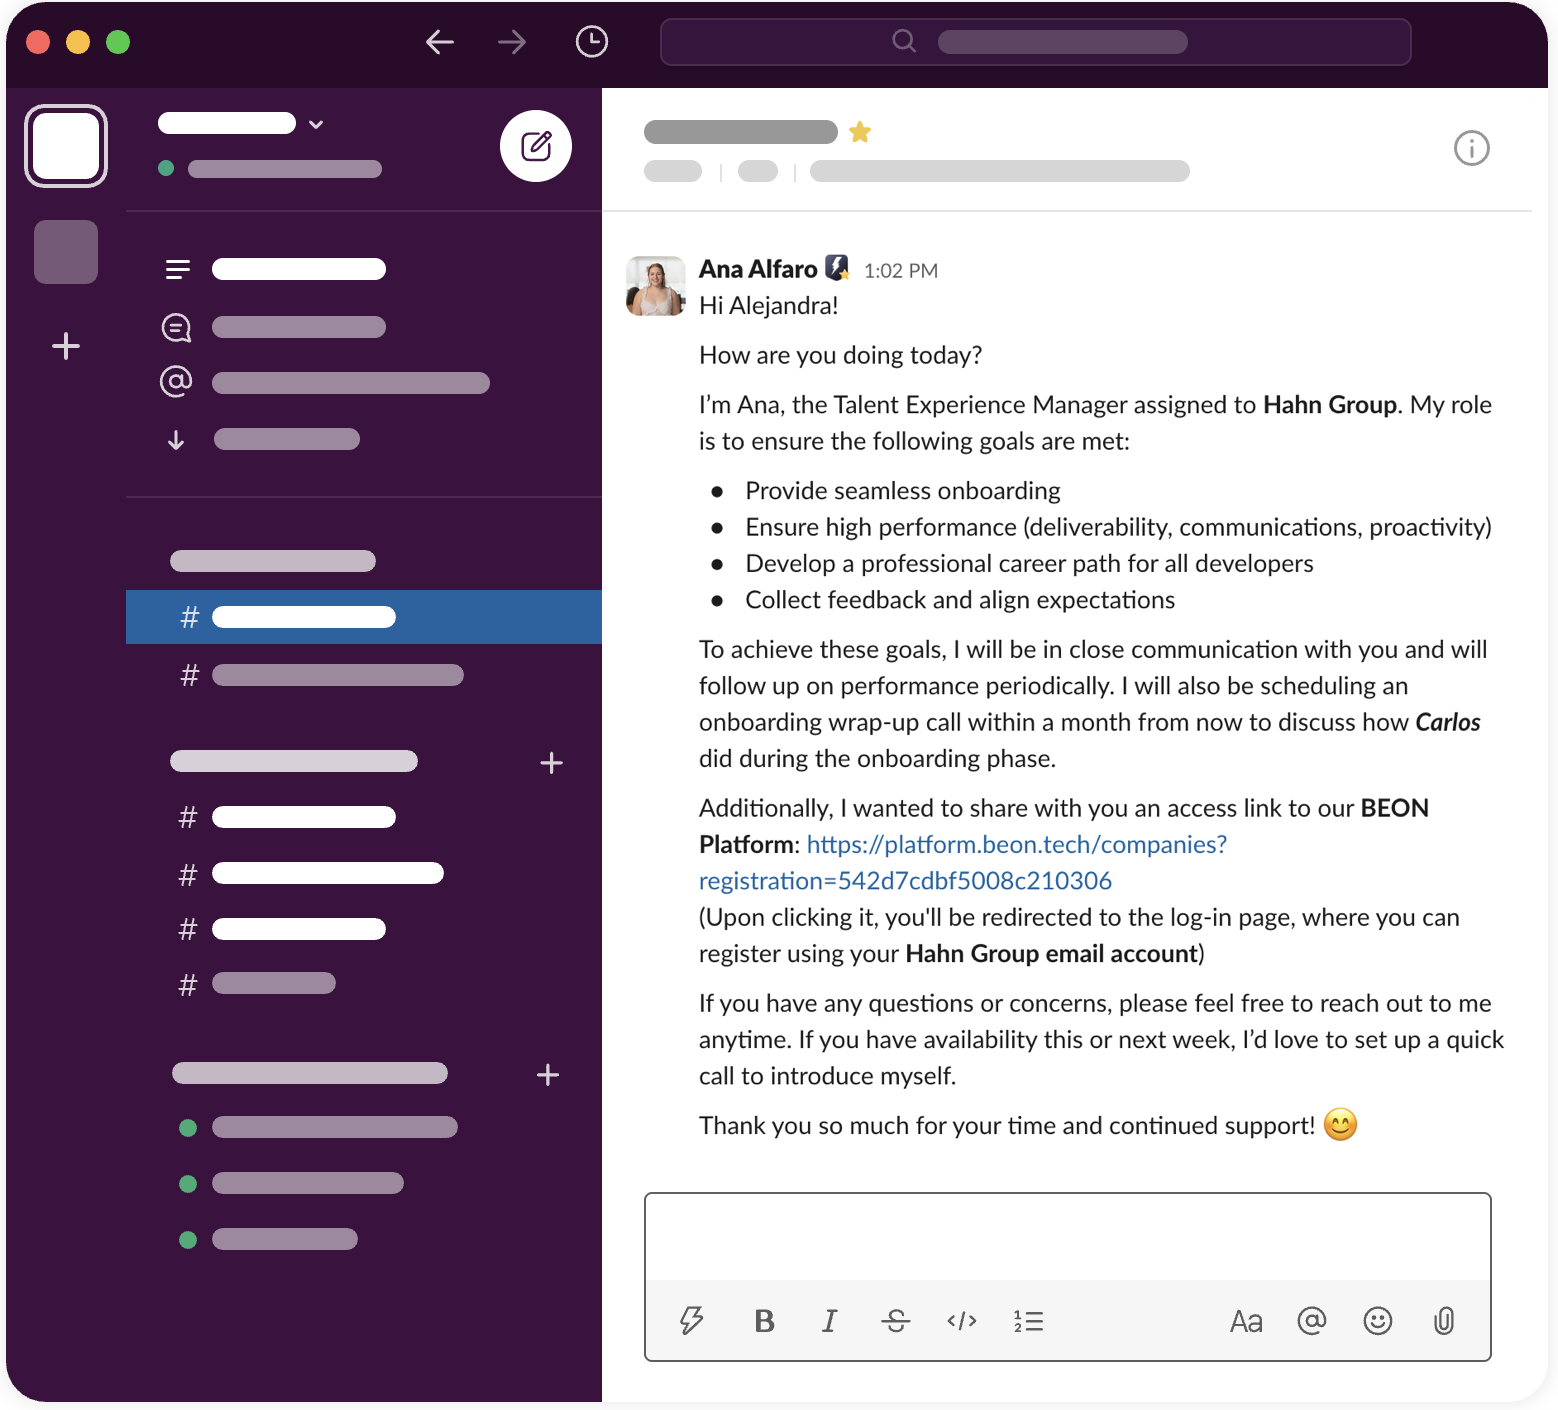 Ana Alfaro 1:02 PM
Hi Alejandra!
How are you doing today?
I’m Ana, the Talent Experience Manager assigned to Hahn Group. My role
is to ensure the following goals are met:
● Provide seamless onboarding
● Ensure high performance (deliverability, communications, proactivity)
● Develop a professional career path for all developers
● Collect feedback and align expectations
To achieve these goals, I will be in close communication with you and will
follow up on performance periodically. I will also be scheduling an
onboarding wrap-up call within a month from now to discuss how Carlos
did during the onboarding phase.
Additionally, I wanted to share with you an access link to our BEON
Platform: https://platform.beon.tech/companies?
registration=542d7cdbf5008c210306
(Upon clicking it, you'll be redirected to the log-in page, where you can
register using your Hahn Group email account)
If you have any questions or concerns, please feel free to reach out to me
anytime. If you have availability this or next week, I’d love to set up a quick
call to introduce myself.
Thank you so much for your time and continued support! 😊
B I S </> Aa @